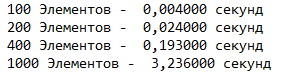 100 Элементов -  0,004000 секунд
200 Элементов -  0,024000 секунд
400 Элементов -  0,193000 секунд
1000 Элементов -  3,236000 секунд